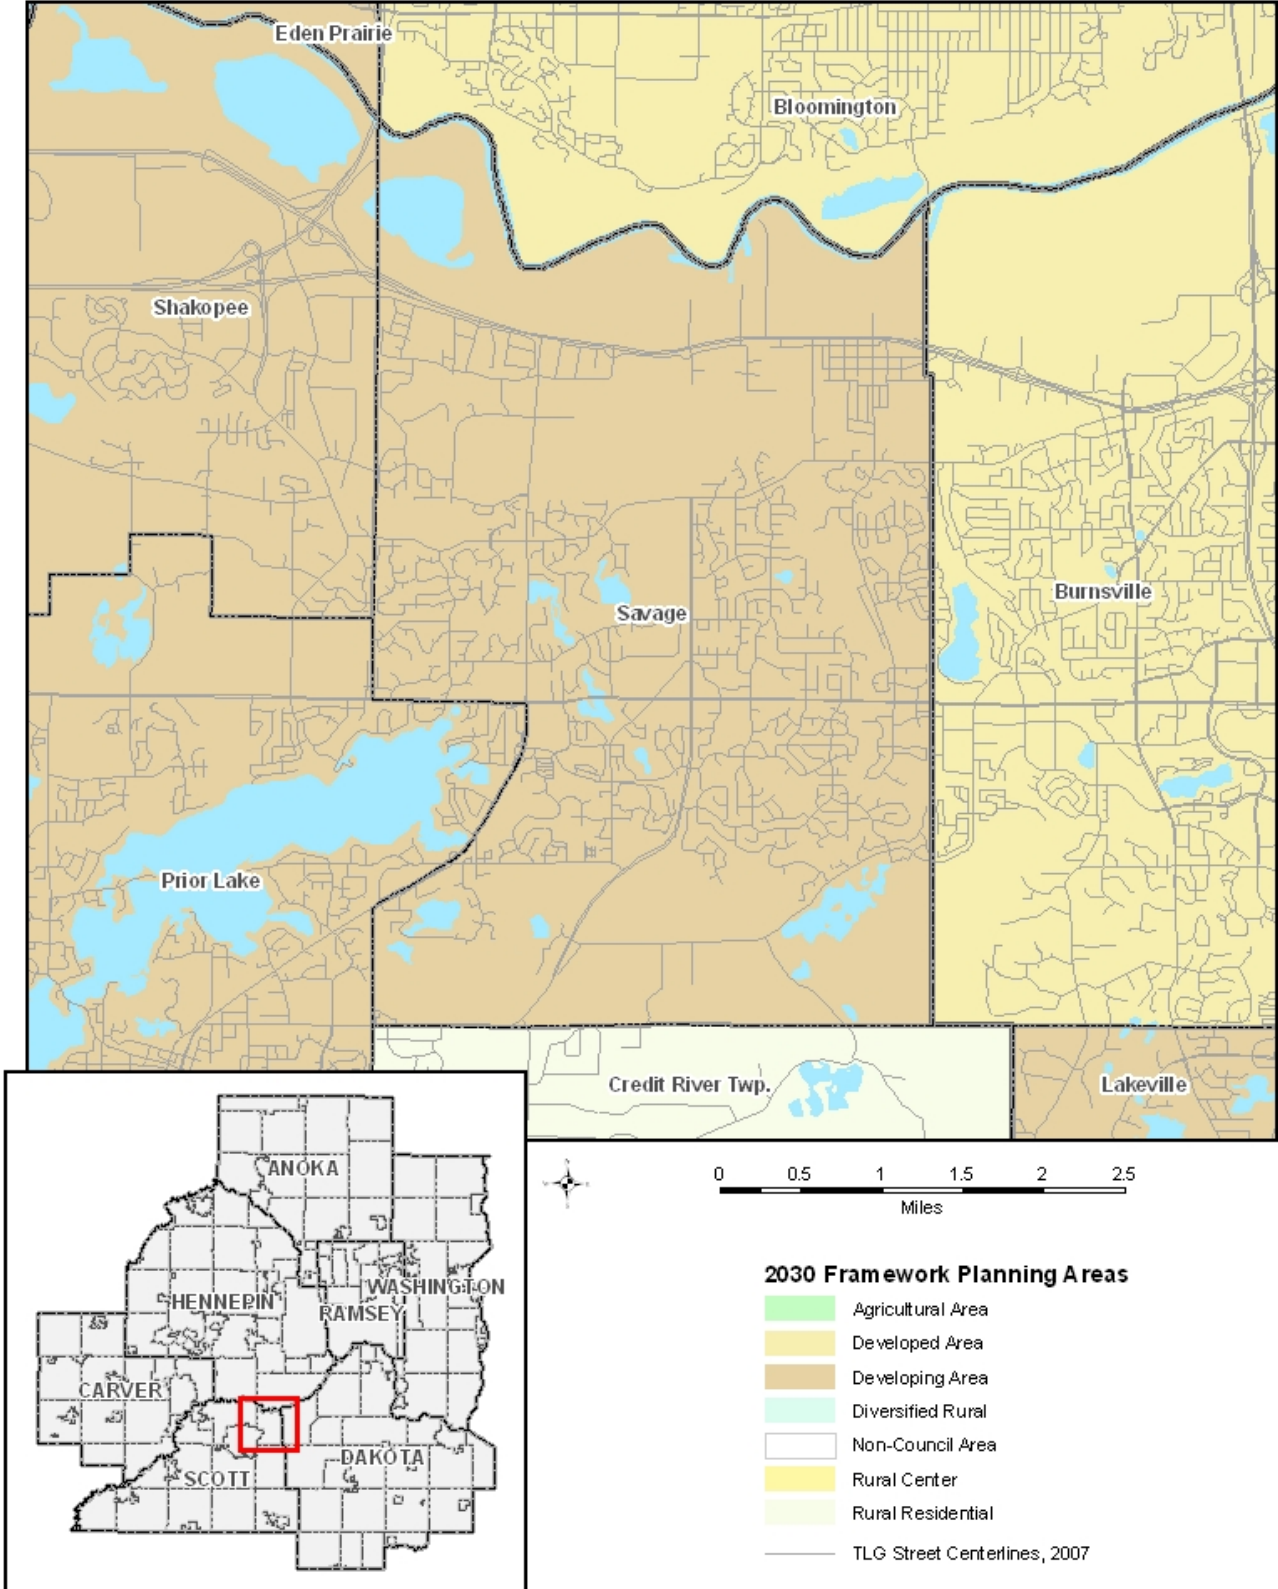 Eden Prairie
Bloomington
Shakopee
Burnsville
Savage
Prior Lake
Credit River Twp.
Lakeville
ANOKA
HENNEPIN
WASHINGTON
RAMSEY
CARVER
SCOTT
DAKOTA
0 0.5 1 1.5 2 2.5
Miles
2030 Framework Planning Areas
Agricultural Area
Developed Area
Developing Area
Diversified Rural
Non-Council Area
Rural Center
Rural Residential
TLG Street Centerlines, 2007